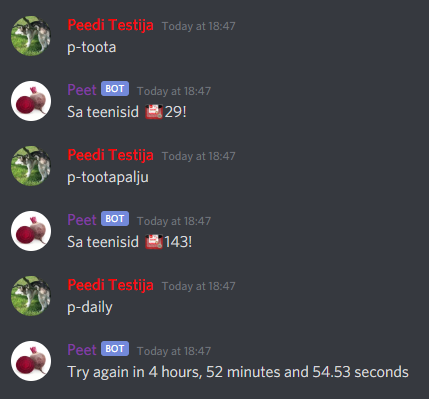 Peedi Testija Today at 18:47
p-toota
Peet BOT Today at 18:47
Sa teenisid 29!
Peedi Testija Today at 18:47
p-tootapalju
Peet BOT Today at 18:47
Sa teenisid 143!
Peedi Testija Today at 18:47
p-daily
Peet BOT Today at 18:47
Try again in 4 hours, 52 minutes and 54.53 seconds